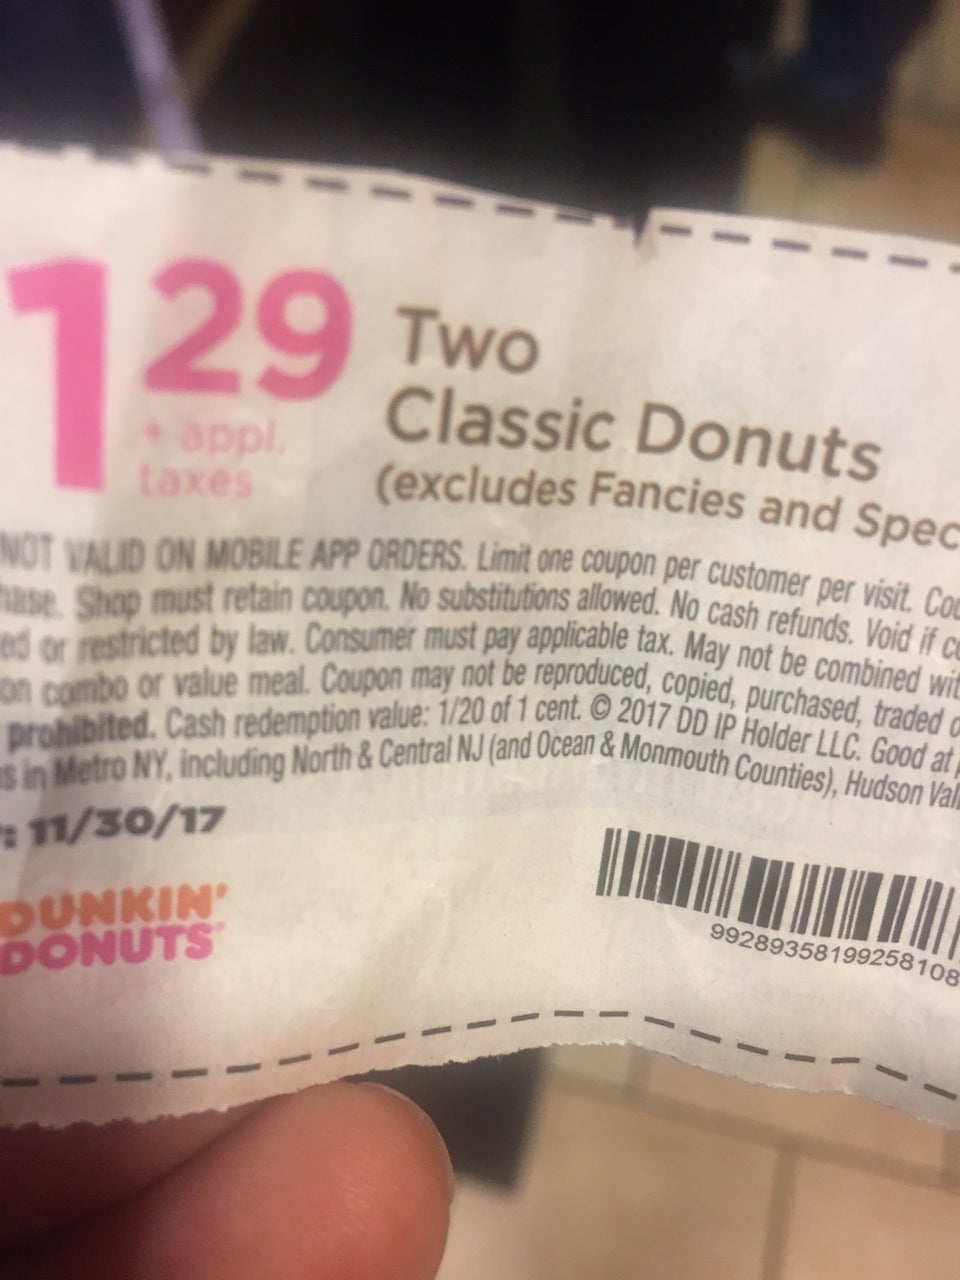 1 29
+ appl.
taxes
Two
Classic Donuts
(excludes Fancies and Spec
NOT VALID ON MOBILE APP ORDERS. Limit one coupon per customer per visit. Cou
hase. Shop must retain coupon. No substitutions allowed. No cash refunds. Void if co
ed or restricted by law. Consumer must pay applicable tax. May not be combined wit
on combo or value meal. Coupon may not be reproduced, copied, purchased, traded o
prohibited. Cash redemption value: 1/20 of 1 cent. © 2017 DD IP Holder LLC. Good at
s in Metro NY, including North & Central NJ (and Ocean & Monmouth Counties), Hudson Val
: 11/30/17
DUNKIN'
DONUTS
99289358199258108